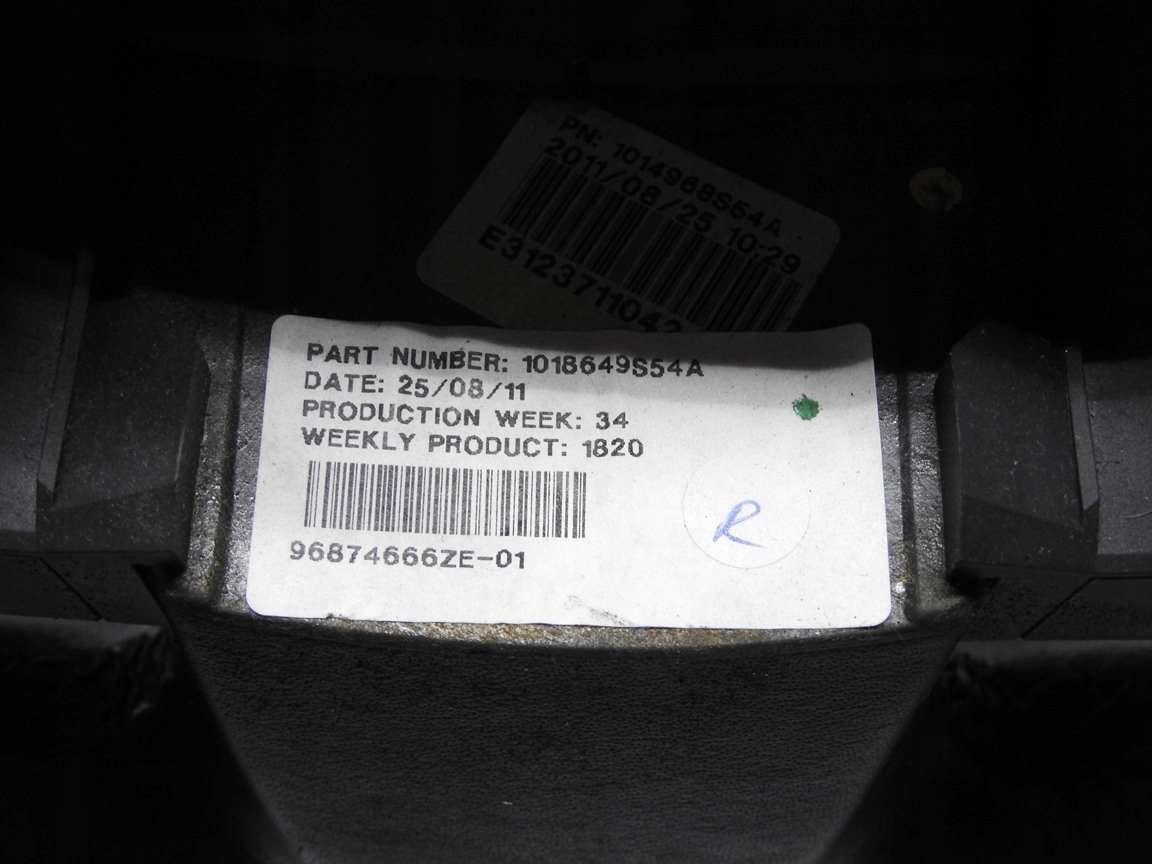 PN: 1014968S54A
2011/08/25 10:29
E3123711042
PART NUMBER: 1018649S54A
DATE: 25/08/11
PRODUCTION WEEK: 34
WEEKLY PRODUCT: 1820
96874666ZE-01
R